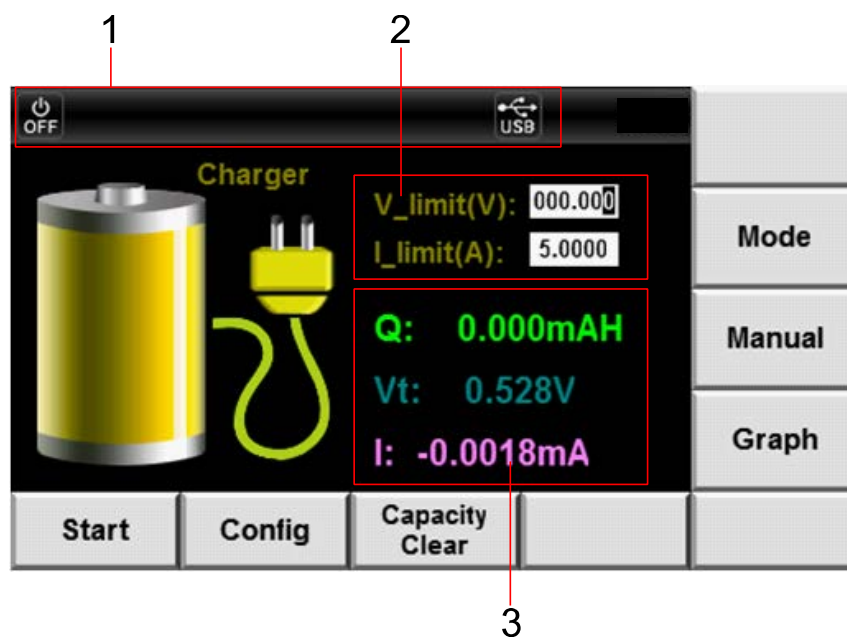 1 2
OFF USB
Charger
V_limit(V): 000.000
I_limit(A): 5.0000
Mode
Q: 0.000mAH
Manual
Vt: 0.528V
Graph
I: -0.0018mA
Start Config Capacity
Clear
3